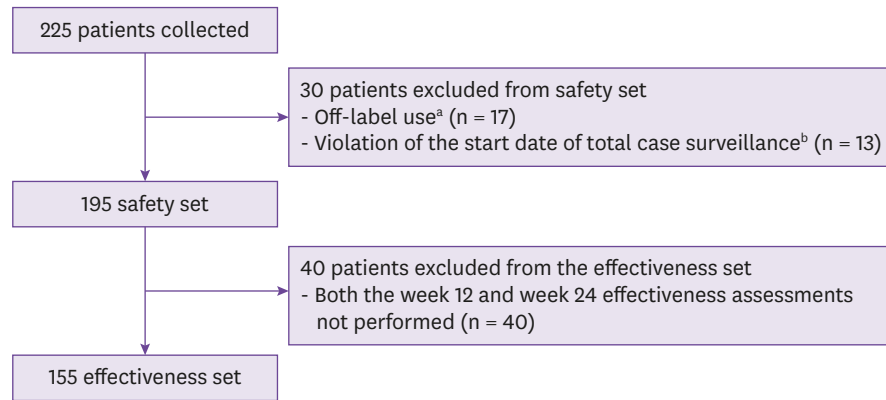 225 patients collected
30 patients excluded from safety set
- Off-label useᵃ (n = 17)
- Violation of the start date of total case surveillanceᵇ (n = 13)
195 safety set
40 patients excluded from the effectiveness set
- Both the week 12 and week 24 effectiveness assessments
not performed (n = 40)
155 effectiveness set